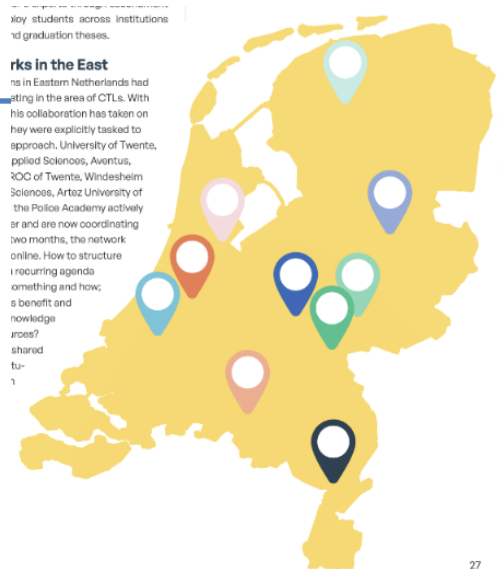 ploy students across institutions
nd graduation theses.
rks in the East
ns in Eastern Netherlands had
ating in the area of CTLs. With
his collaboration has taken on
hey were explicitly tasked to
approach. University of Twente,
pplied Sciences, Aventus,
ROC of Twente, Windesheim
Sciences, Artez University of
the Police Academy actively
er and are now coordinating
two months, the network
online. How to structure
recurring agenda
omething and how;
s benefit and
nowledge
urces?
shared
tu-
27